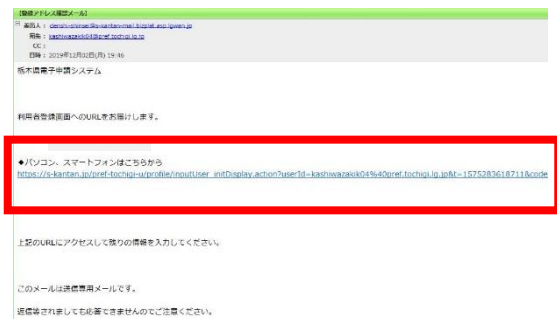 【登録アドレス確認メール】
差出人： denshi-shinsei@s-kantan-mail.bizplat.asp.lgwan.jp
宛先： kashiwazakik04@pref.tochigi.lg.jp
CC：
日時： 2019年12月02日(月) 19:46
栃木県電子申請システム
利用者登録画面へのURLをお届けします。
◆パソコン、スマートフォンはこちらから
https://s-kantan.jp/pref-tochigi-u/profile/inputUser_initDisplay.action?userId=kashiwazakik04%40pref.tochigi.lg.jp&t=1575283618711&code
上記のURLにアクセスして残りの情報を入力してください。
このメールは送信専用メールです。
返信等されましても応答できませんのでご注意ください。